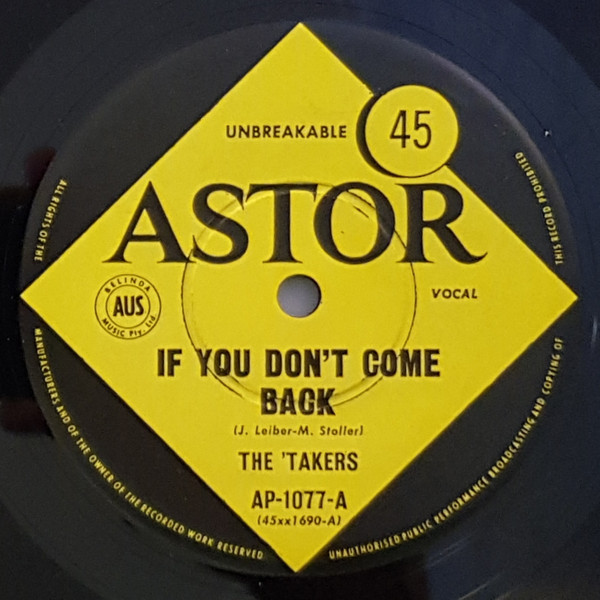 UNBREAKABLE 45
ASTOR
BELINDA
AUS
MUSIC Pty. Ltd.
VOCAL
IF YOU DON'T COME
BACK
(J. Leiber-M. Stoller)
THE 'TAKERS
AP-1077-A
(45xx1690-A)
ALL RIGHTS OF THE
MANUFACTURERS AND OF THE OWNER OF THE RECORDED WORK RESERVED
UNAUTHORISED PUBLIC PERFORMANCE BROADCASTING AND COPYING OF
THIS RECORD PROHIBITED